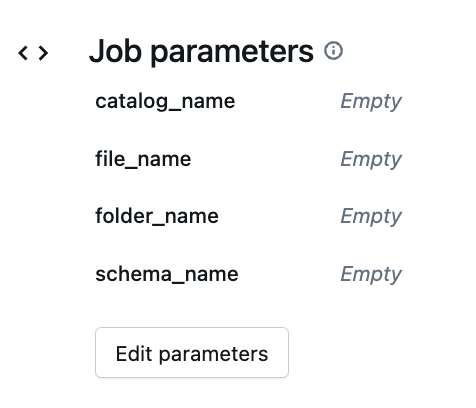 Job parameters
catalog_name Empty
file_name Empty
folder_name Empty
schema_name Empty
Edit parameters